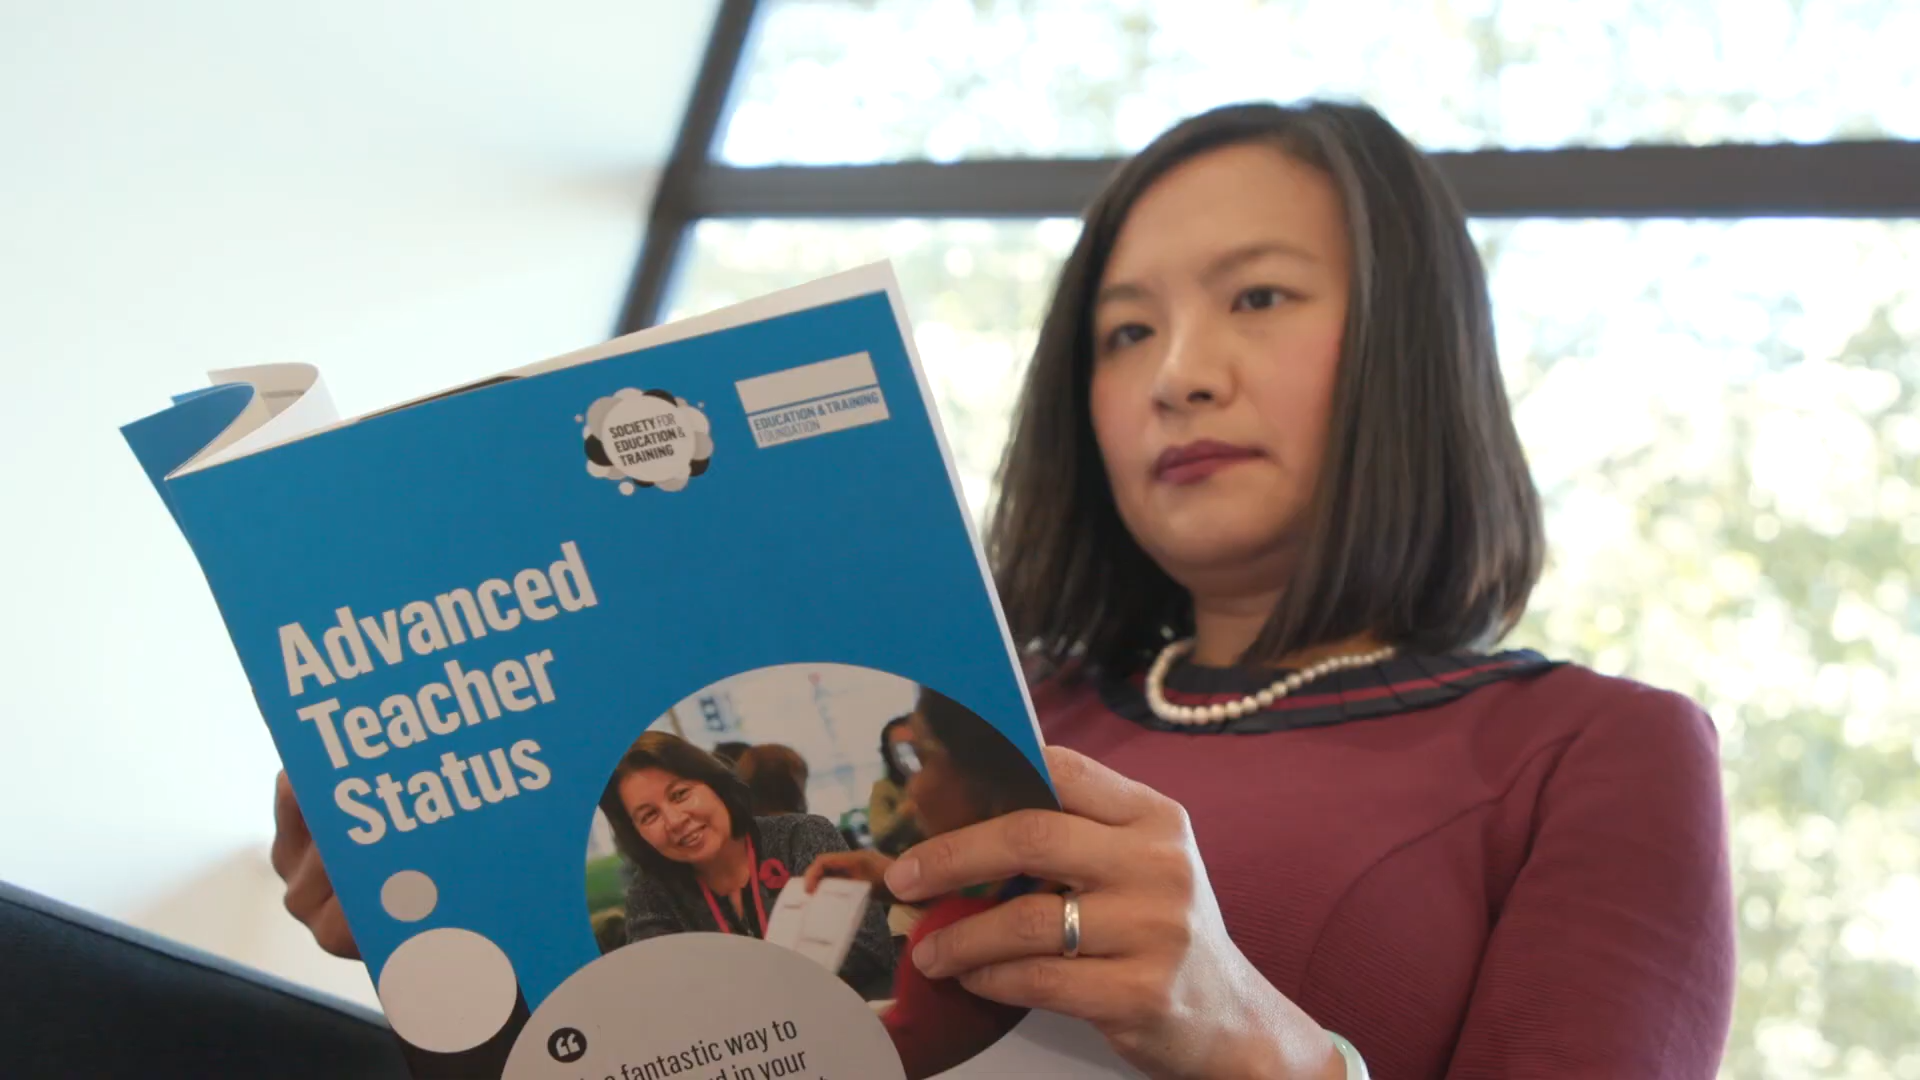 SOCIETY FOR
EDUCATION &
TRAINING
EDUCATION & TRAINING
FOUNDATION
Advanced
Teacher
Status
fantastic way to
in your